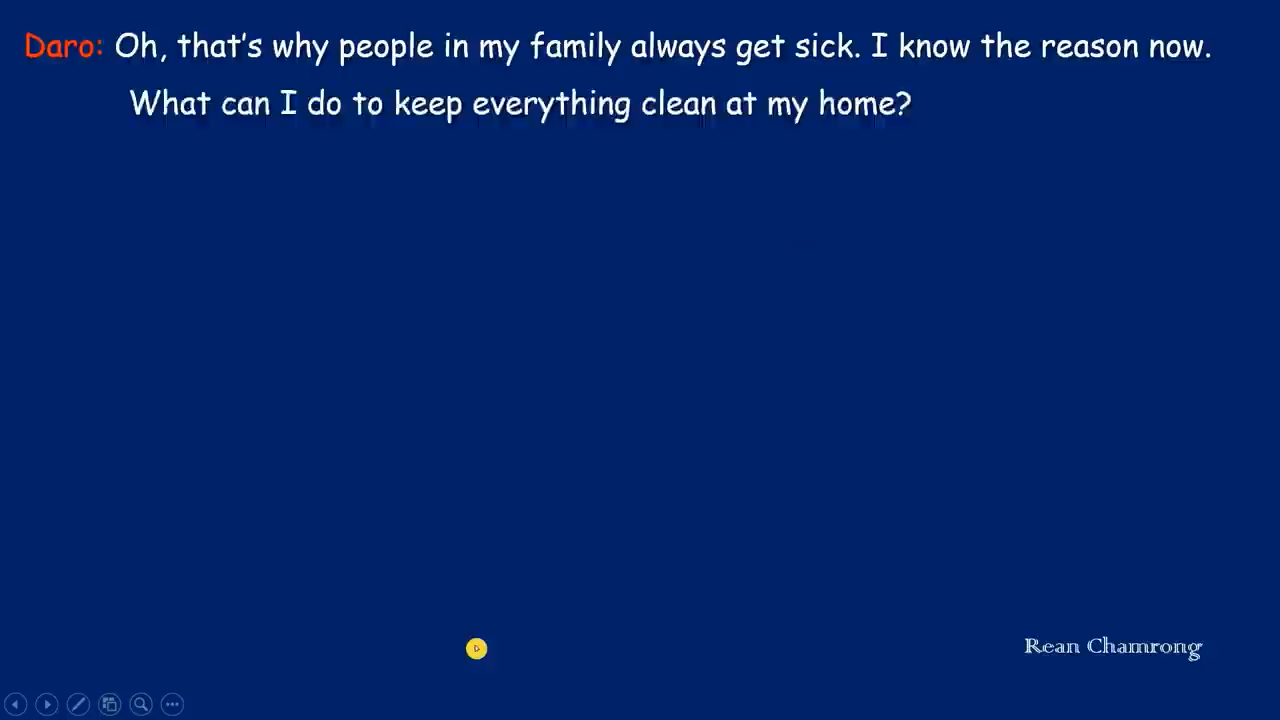 Daro: Oh, that's why people in my family always get sick. I know the reason now.
What can I do to keep everything clean at my home?
Rean Chamrong